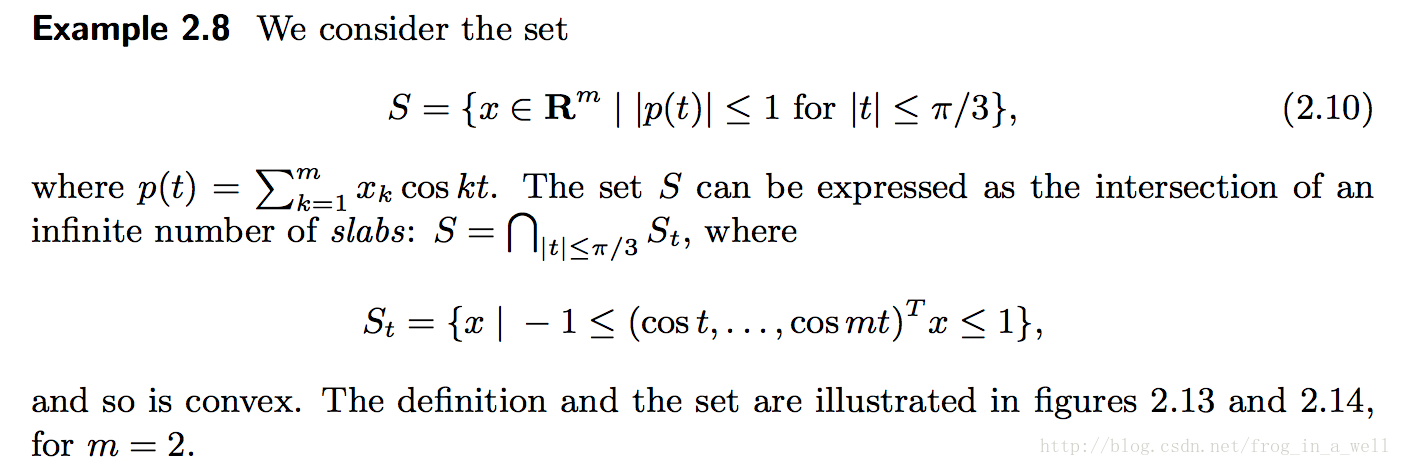 Example 2.8 We consider the set
S = {x ∈ R^m | |p(t)| ≤ 1 for |t| ≤ π/3}, (2.10)
where p(t) = ∑_{k=1}^m x_k cos kt. The set S can be expressed as the intersection of an
infinite number of slabs: S = ⋂_{|t|≤π/3} S_t, where
S_t = {x | − 1 ≤ (cos t, . . . , cos mt)^T x ≤ 1},
and so is convex. The definition and the set are illustrated in figures 2.13 and 2.14,
for m = 2.
http://blog.csdn.net/frog_in_a_well